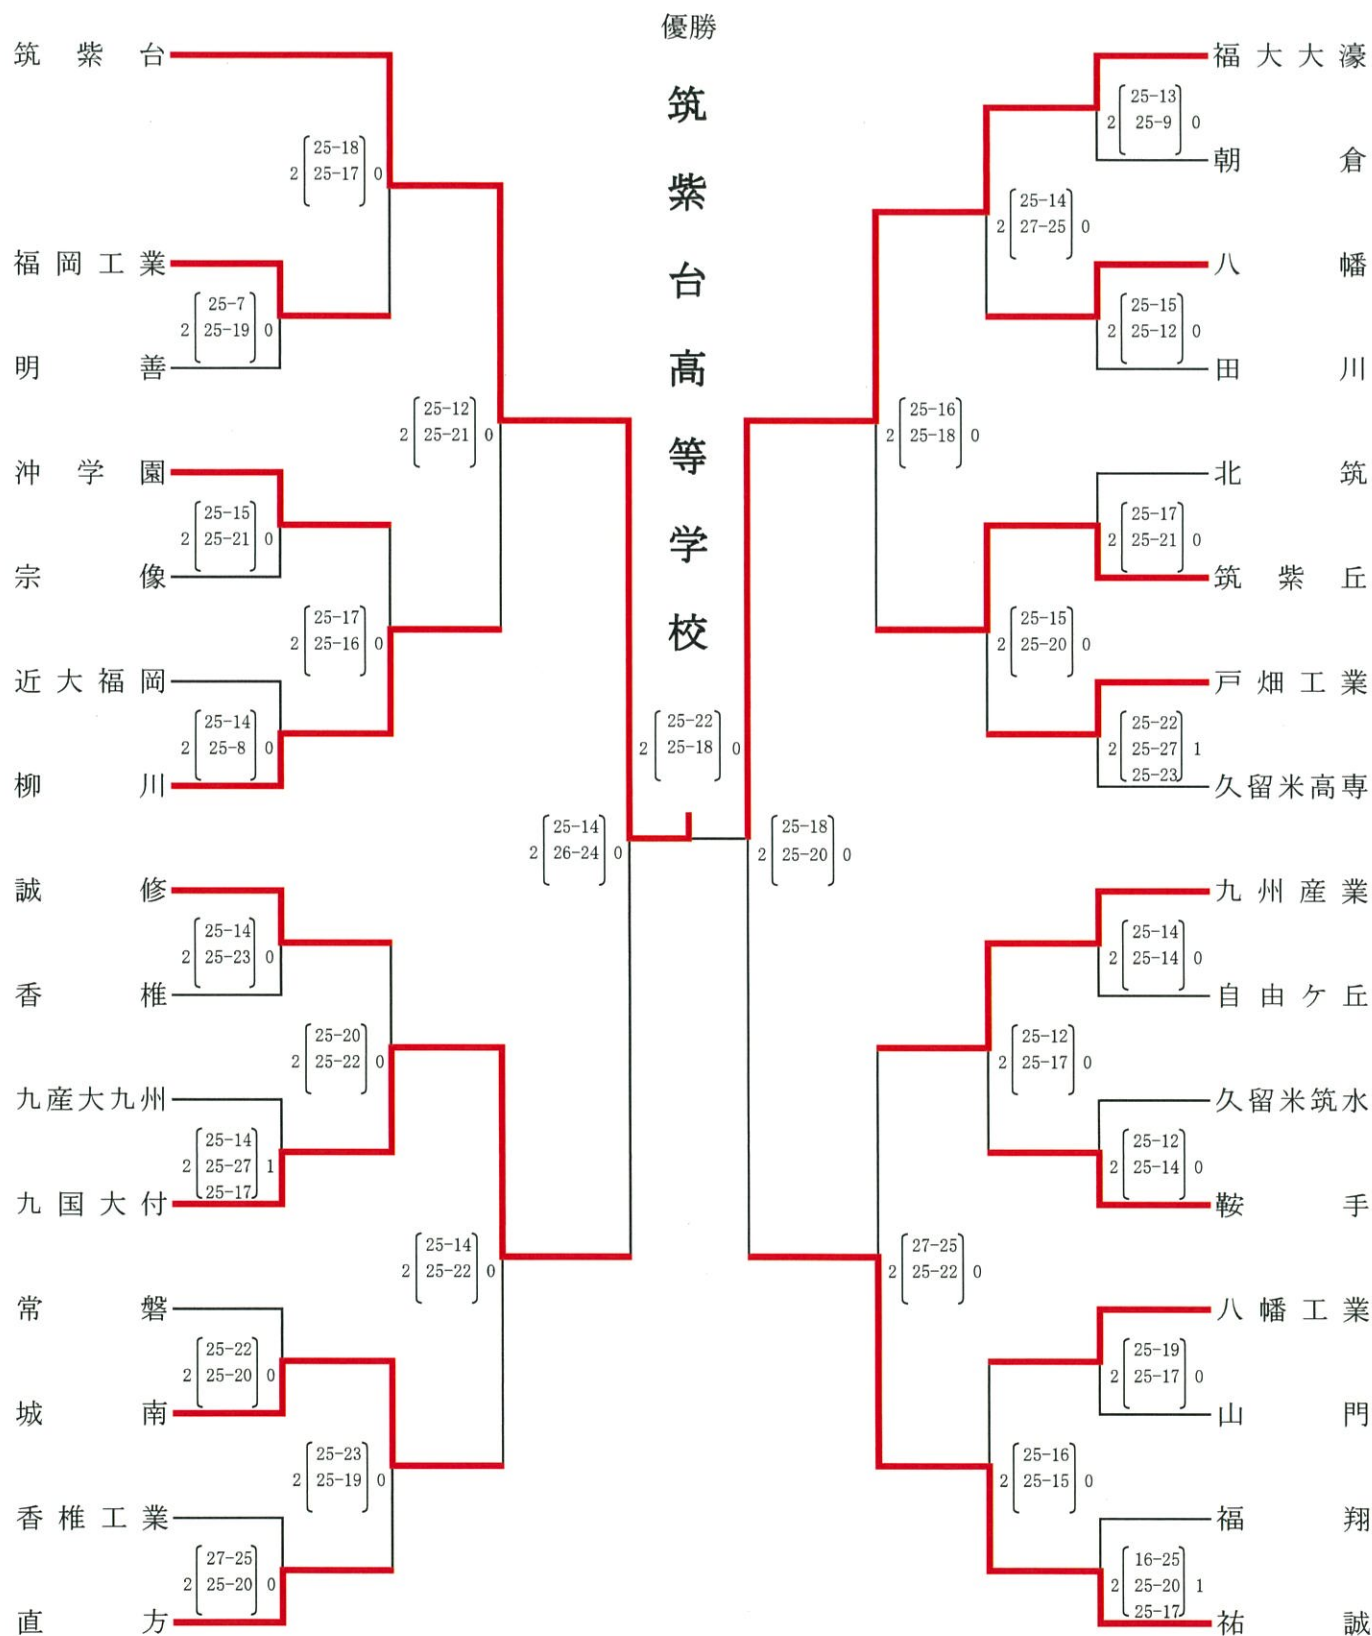 優勝
筑紫台高等学校
筑紫台
2 25-18 0
25-17
福岡工業
2 25-7 0
25-19
明善
2 25-12 0
25-21
沖学園
2 25-15 0
25-21
宗像
2 25-17 0
25-16
近大福岡
2 25-14 0
25-8
柳川
2 25-14 0
26-24
誠修
2 25-14 0
25-23
香椎
2 25-20 0
25-22
九産大九州
2 25-14 1
25-27
25-17
九国大付
2 25-14 0
25-22
常磐
2 25-22 0
25-20
城南
2 25-23 0
25-19
香椎工業
2 27-25 0
25-20
直方
2 25-22 0
25-18
福大大濠
2 25-13 0
25-9
朝倉
2 25-14 0
27-25
八幡
2 25-15 0
25-12
田川
2 25-16 0
25-18
北筑
2 25-17 0
25-21
筑紫丘
2 25-15 0
25-20
戸畑工業
2 25-22 1
25-27
25-23
久留米高専
2 25-18 0
25-20
九州産業
2 25-14 0
25-14
自由ケ丘
2 25-12 0
25-17
久留米筑水
2 25-12 0
25-14
鞍手
2 27-25 0
25-22
八幡工業
2 25-19 0
25-17
山門
2 25-16 0
25-15
福翔
2 16-25 1
25-20
25-17
祐誠